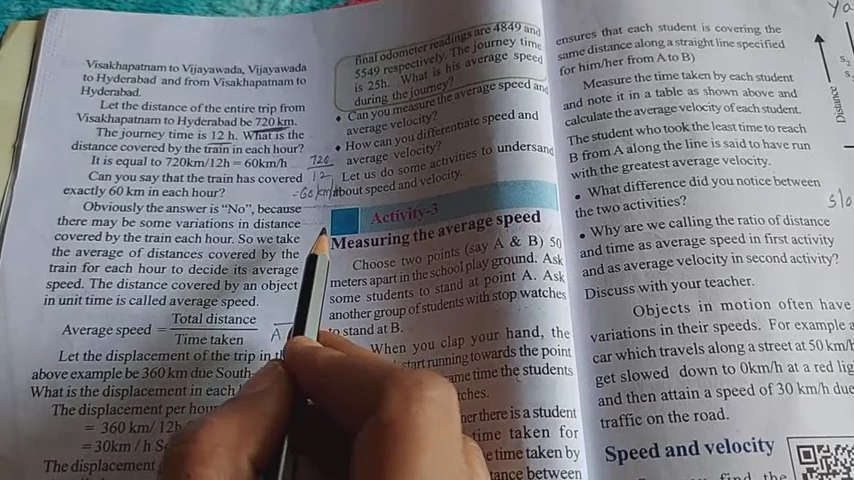 Visakhapatnam to Vijayawada, Vijayawada
to Hyderabad and from Visakhapatnam to
Hyderabad.
Let the distance of the entire trip from
Visakhapatnam to Hyderabad be 720 km.
The journey time is 12 h. What is the
distance covered by the train in each hour?
It is equal to 720km/12h = 60km/h
Can you say that the train has covered
exactly 60 km in each hour?
Obviously the answer is “No”, because
there may be some variations in distance
covered by the train each hour. So we take
the average of distances covered by the
train for each hour to decide its average
speed. The distance covered by an object
in unit time is called average speed.
Average speed = Total distance
Time taken
Let the displacement of the trip in
above example be 360 km due South-
What is the displacement in each
The displacement per hour
= 360 km/ 12h
= 30km / h
The displacement
720
12
=60 km/
final odometer readings are 4849 and
5549 respectively. The journey time
is 25h. What is his average speed
during the journey?
♦ Can you measure the average speed and
average velocity?
♦ How can you differentiate speed and
average velocity?
Let us do some activities to understand
about speed and velocity.
Activity-3
Measuring the average speed
Choose two points (say A & B) 50
meters apart in the school play ground. Ask
some students to stand at point A. Ask
another group of students with stop watches
to stand at B.
When you clap your hand, the
start running towards the point
same time the students
there is a student
time taken for
time taken by
between
ensures that each student is covering the
same distance along a straight line specified
for him/her from A to B)
Measure the time taken by each student
and note it in a table as shown above and
calculate the average velocity of each student.
The student who took the least time to reach
B from A along the line is said to have run
with the greatest average velocity.
• What difference did you notice between
the two activities?
• Why are we calling the ratio of distance
and time as average speed in first activity
and as average velocity in second activity?
Discuss with your teacher.
Objects in motion often have
variations in their speeds. For example a
car which travels along a street at 50 km/h
get slowed down to 0km/h at a red
and then attain a speed of 30 km/h due
traffic on the road.
Speed and velocity
find the
Distance
slo